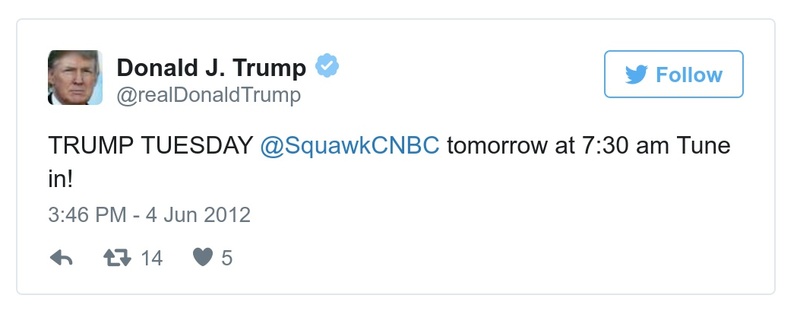 Donald J. Trump
@realDonaldTrump
Follow
TRUMP TUESDAY @SquawkCNBC tomorrow at 7:30 am Tune
in!
3:46 PM - 4 Jun 2012
14 5